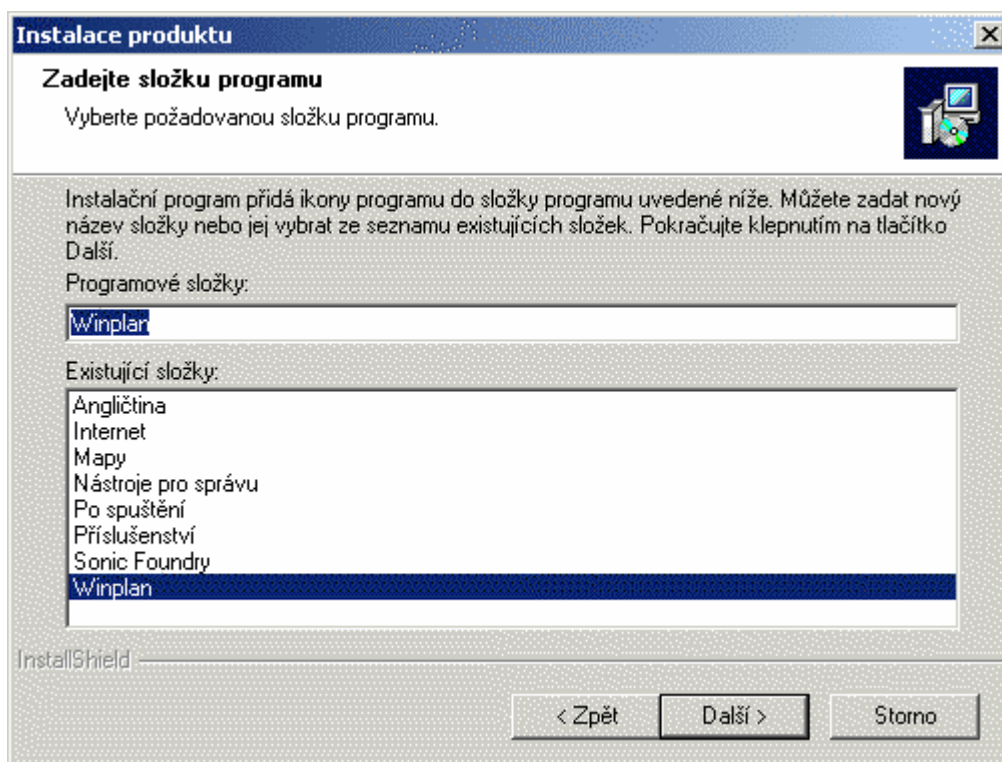 Instalace produktu
Zadejte složku programu
Vyberte požadovanou složku programu.
Instalační program přidá ikony programu do složky programu uvedené níže. Můžete zadat nový
název složky nebo jej vybrat ze seznamu existujících složek. Pokračujte klepnutím na tlačítko
Další.
Programové složky:
Winplan
Existující složky:
Angličtina
Internet
Mapy
Nástroje pro správu
Po spuštění
Příslušenství
Sonic Foundry
Winplan
InstallShield
< Zpět Další > Storno